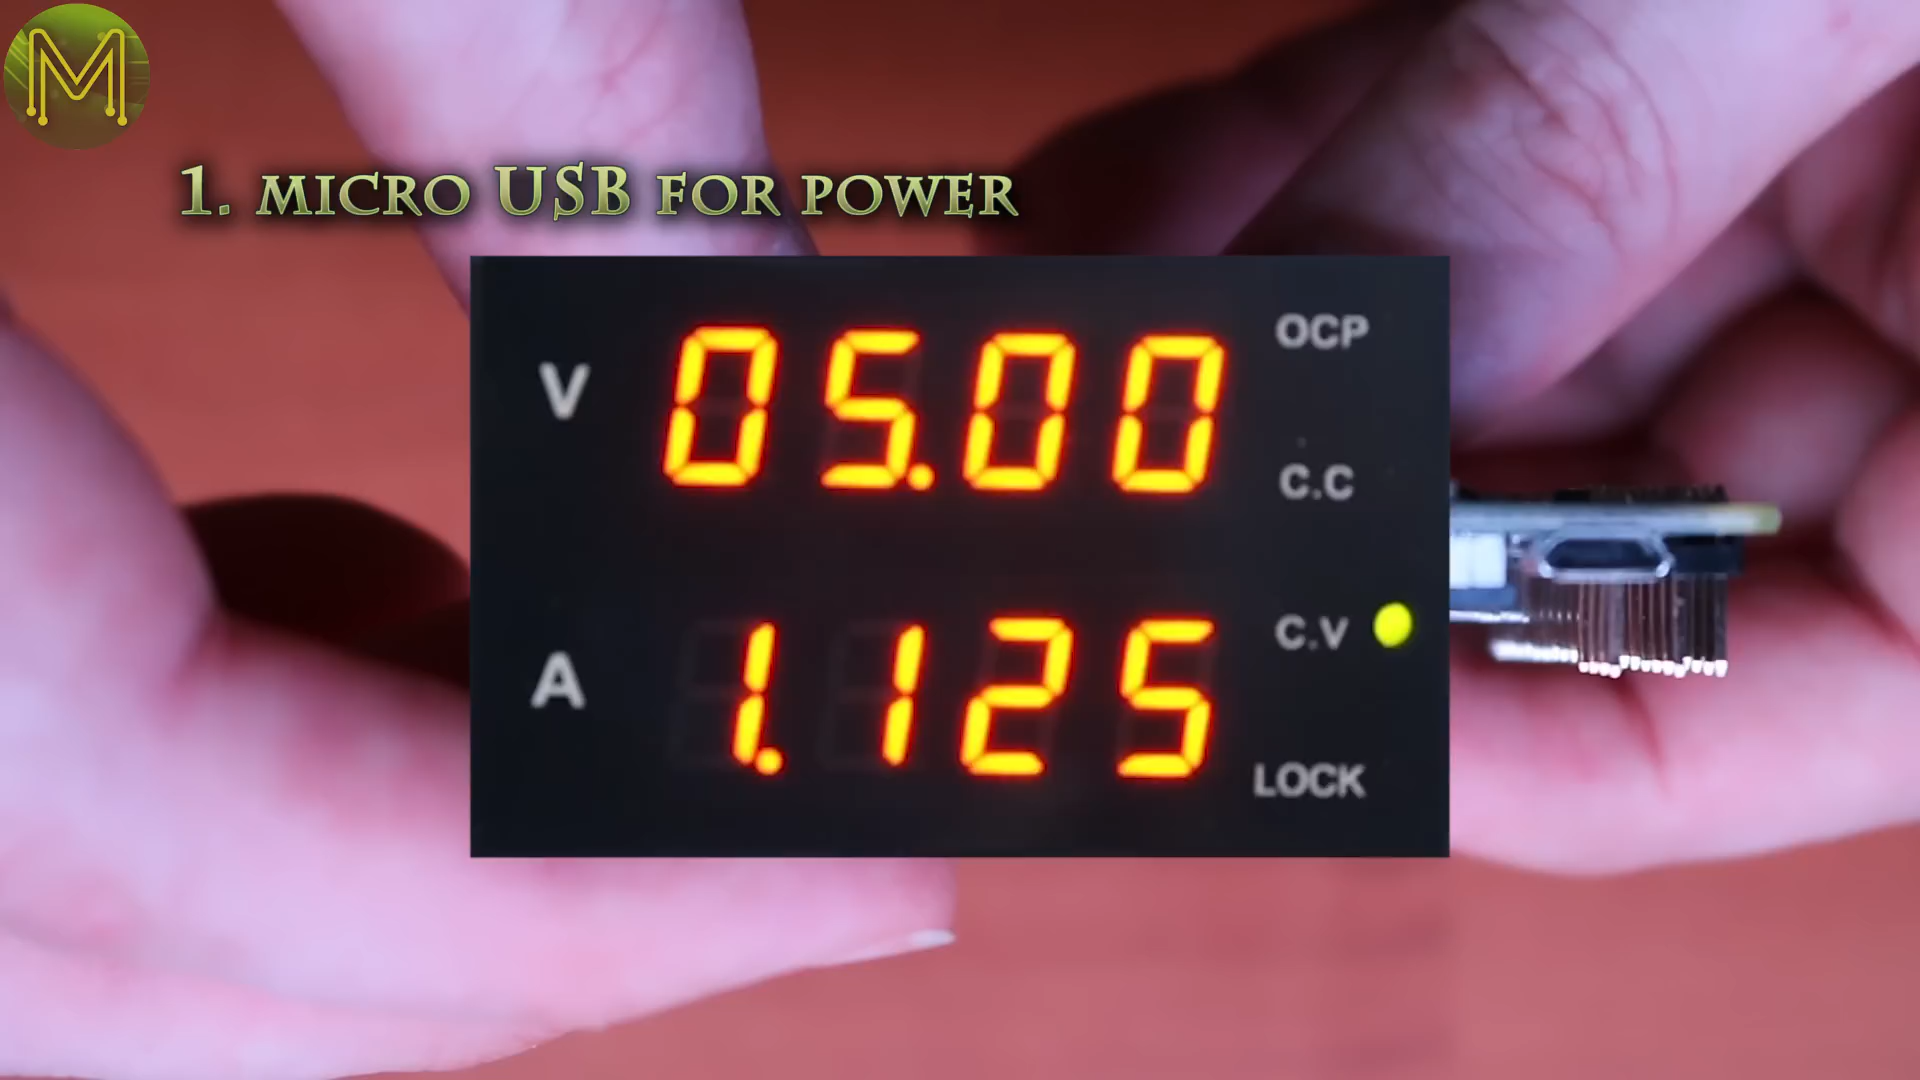 M
1. MICRO USB FOR POWER
V 05.00 OCP
C.C
A 1.125 C.V
LOCK